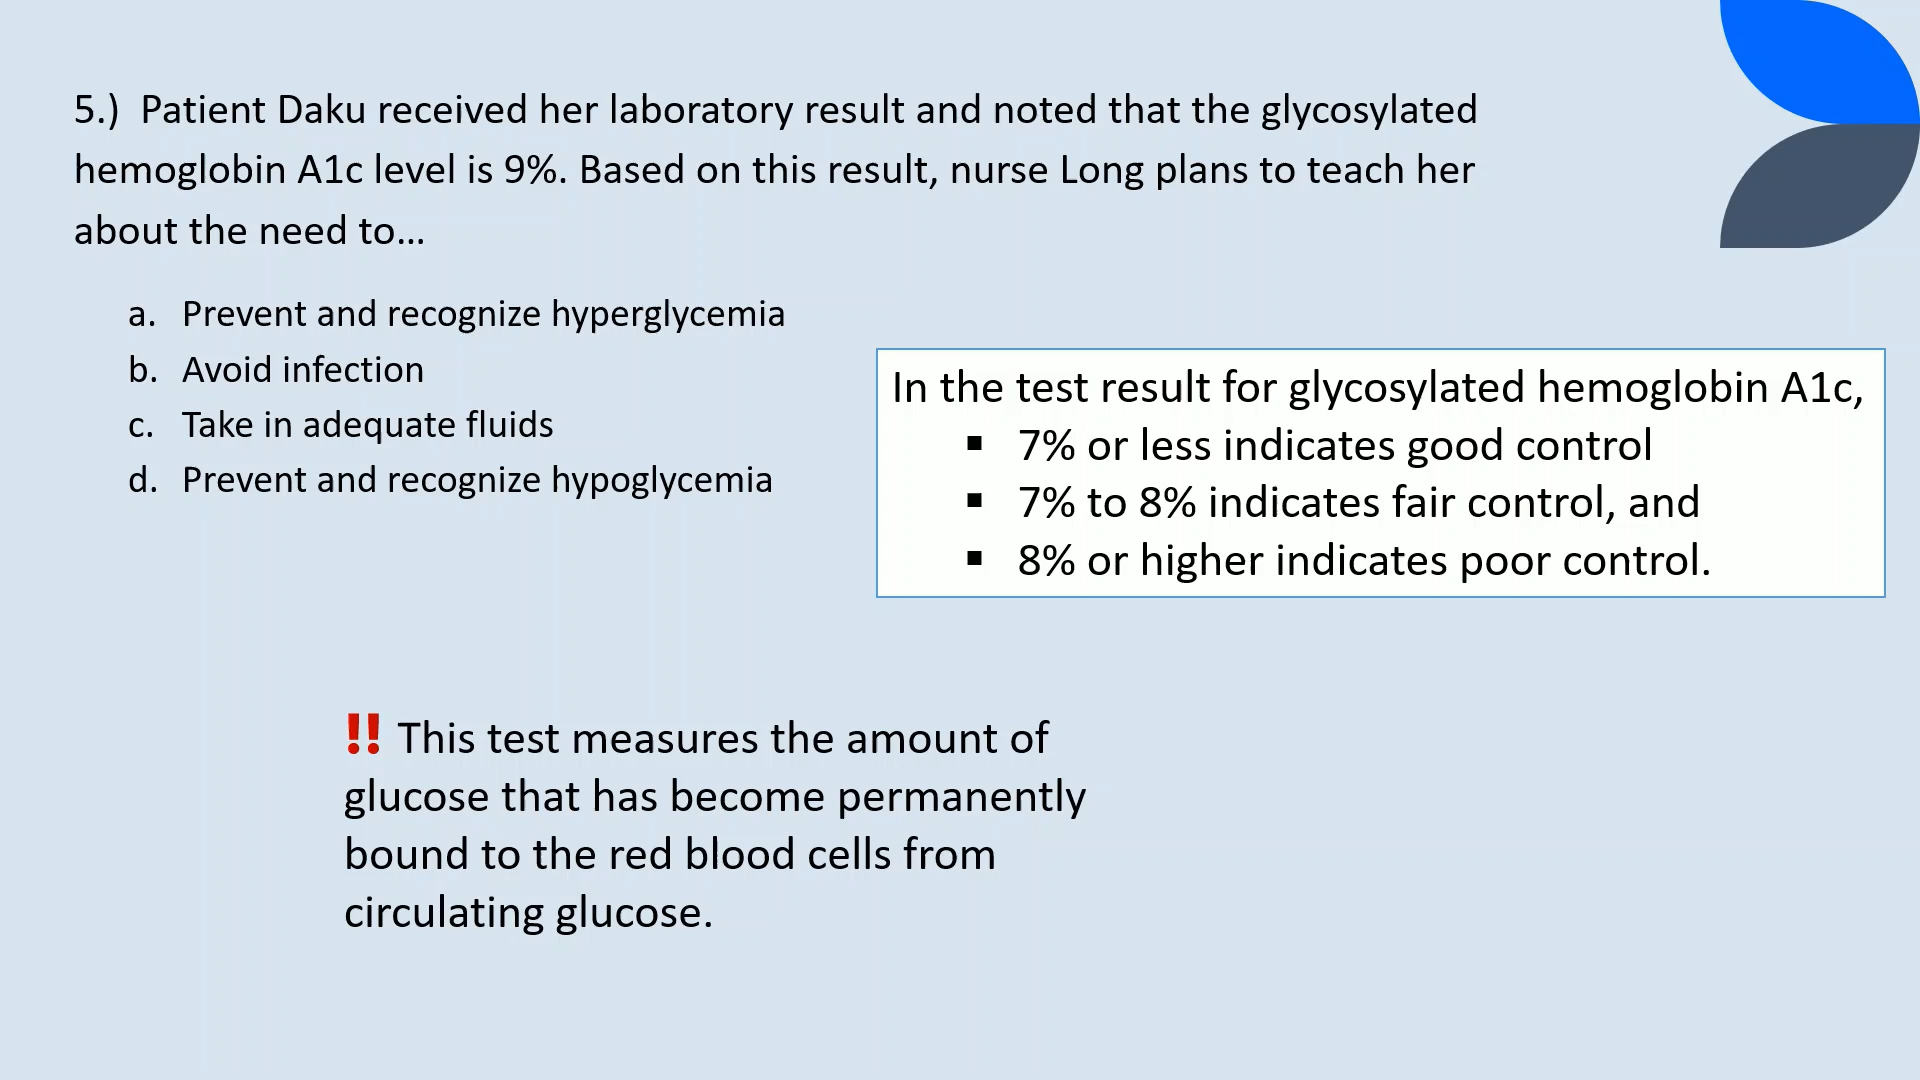 5.) Patient Daku received her laboratory result and noted that the glycosylated
hemoglobin A1c level is 9%. Based on this result, nurse Long plans to teach her
about the need to…
a. Prevent and recognize hyperglycemia
b. Avoid infection
c. Take in adequate fluids
d. Prevent and recognize hypoglycemia
In the test result for glycosylated hemoglobin A1c,
▪ 7% or less indicates good control
▪ 7% to 8% indicates fair control, and
▪ 8% or higher indicates poor control.
‼ This test measures the amount of
glucose that has become permanently
bound to the red blood cells from
circulating glucose.